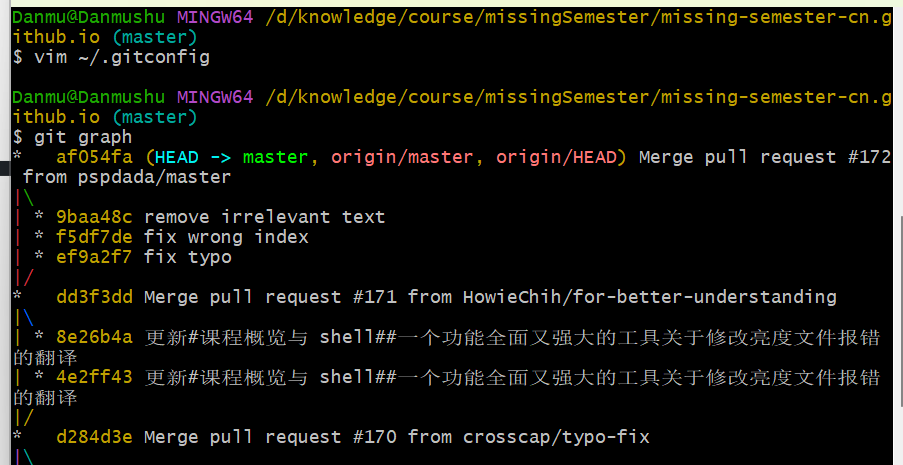 Danmu@Danmushu MINGW64 /d/knowledge/course/missingSemester/missing-semester-cn.g
ithub.io (master)
$ vim ~/.gitconfig
Danmu@Danmushu MINGW64 /d/knowledge/course/missingSemester/missing-semester-cn.g
ithub.io (master)
$ git graph
*   af054fa (HEAD -> master, origin/master, origin/HEAD) Merge pull request #172
 from pspdada/master
|\
| * 9baa48c remove irrelevant text
| * f5df7de fix wrong index
| * ef9a2f7 fix typo
|/
*   dd3f3dd Merge pull request #171 from HowieChih/for-better-understanding
|\
| * 8e26b4a 更新#课程概览与 shell##一个功能全面又强大的工具关于修改亮度文件报错
的翻译
| * 4e2ff43 更新#课程概览与 shell##一个功能全面又强大的工具关于修改亮度文件报错
的翻译
|/
*   d284d3e Merge pull request #170 from crosscap/typo-fix
|\